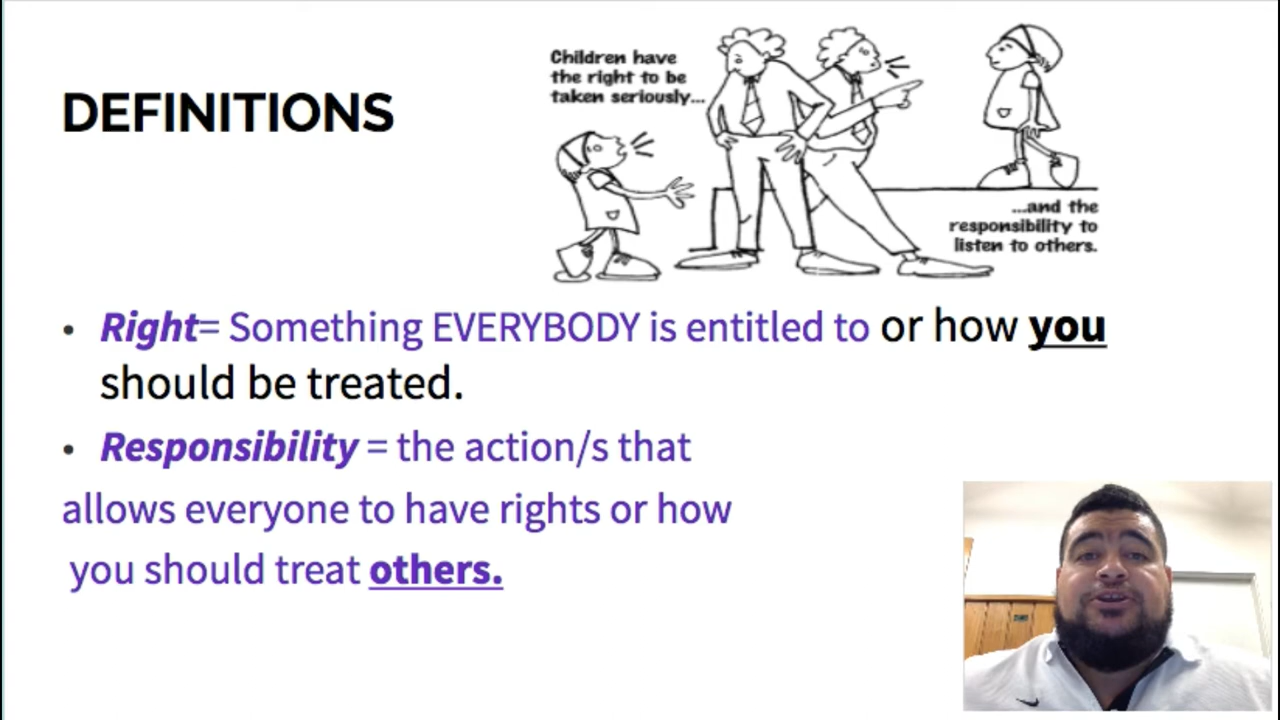 DEFINITIONS
Children have
the right to be
taken seriously...
...and the
responsibility to
listen to others.
• Right= Something EVERYBODY is entitled to or how you
should be treated.
• Responsibility = the action/s that
allows everyone to have rights or how
you should treat others.